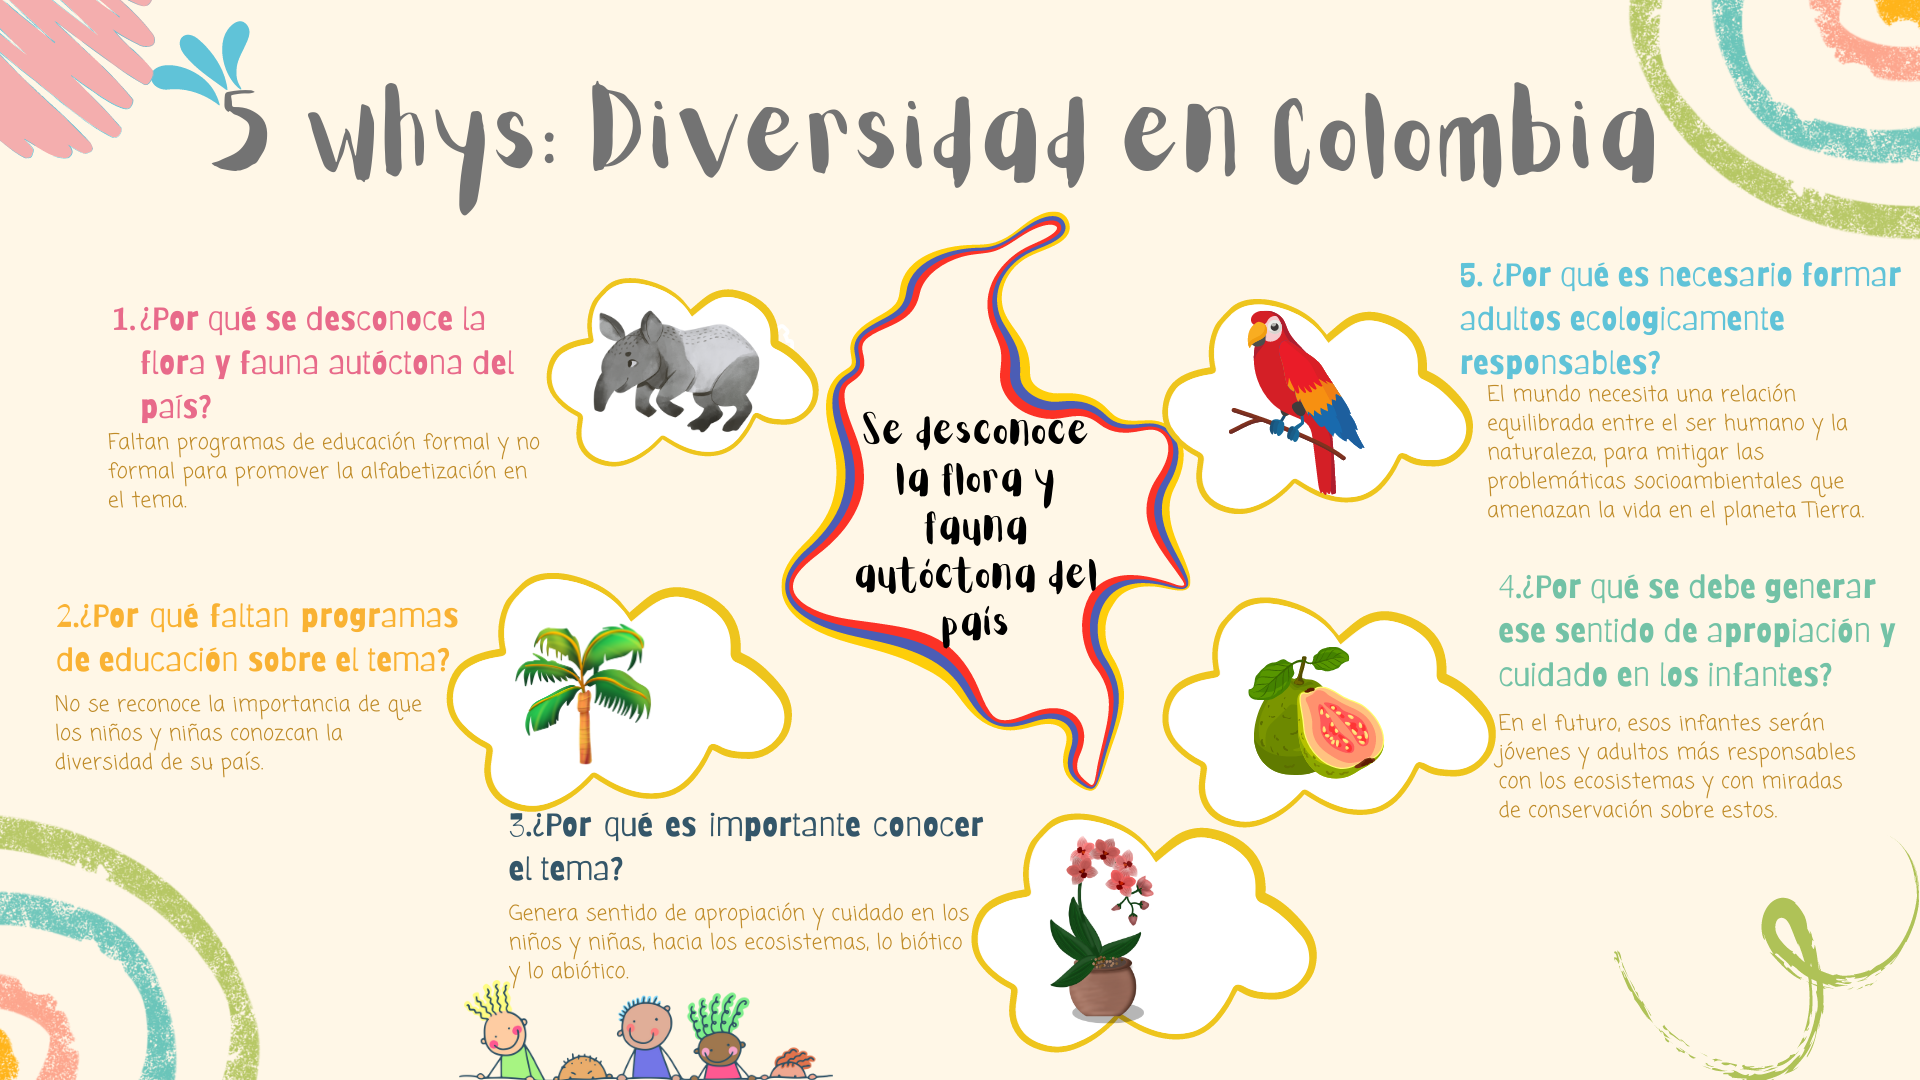 5 whys: Diversidad en Colombia
1.¿Por qué se desconoce la
flora y fauna autóctona del
país?
Faltan programas de educación formal y no
formal para promover la alfabetización en
el tema.
2.¿Por qué faltan programas
de educación sobre el tema?
No se reconoce la importancia de que
los niños y niñas conozcan la
diversidad de su país.
3.¿Por qué es importante conocer
el tema?
Genera sentido de apropiación y cuidado en los
niños y niñas, hacia los ecosistemas, lo biótico
y lo abiótico.
Se desconoce
la flora y
fauna
autóctona del
país
5. ¿Por qué es necesario formar
adultos ecologicamente
responsables?
El mundo necesita una relación
equilibrada entre el ser humano y la
naturaleza, para mitigar las
problemáticas socioambientales que
amenazan la vida en el planeta Tierra.
4.¿Por qué se debe generar
ese sentido de apropiación y
cuidado en los infantes?
En el futuro, esos infantes serán
jóvenes y adultos más responsables
con los ecosistemas y con miradas
de conservación sobre estos.